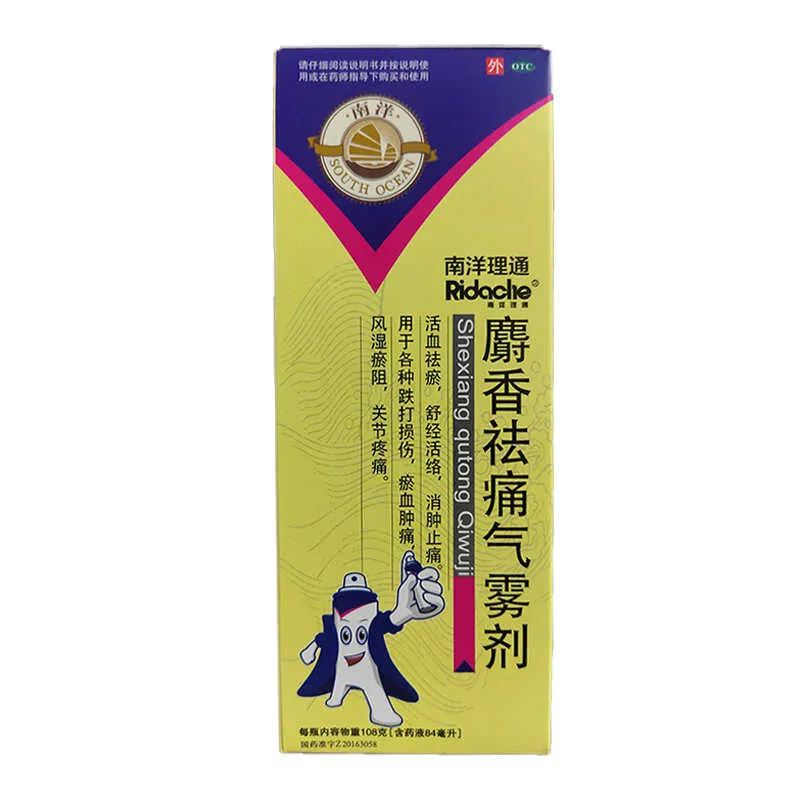 请仔细阅读说明书并按说明使
用或在药师指导下购买和使用
外
OTC
南洋
SOUTH OCEAN
南洋理通
Ridache®
南洋理通
麝香祛痛气雾剂
Shexiang qutong Qiwuji
活血祛瘀，舒经活络，消肿止痛。
用于各种跌打损伤，瘀血肿痛，
风湿瘀阻，关节疼痛。
每瓶内容物重108克[含药液84毫升]
国药准字Z20163058